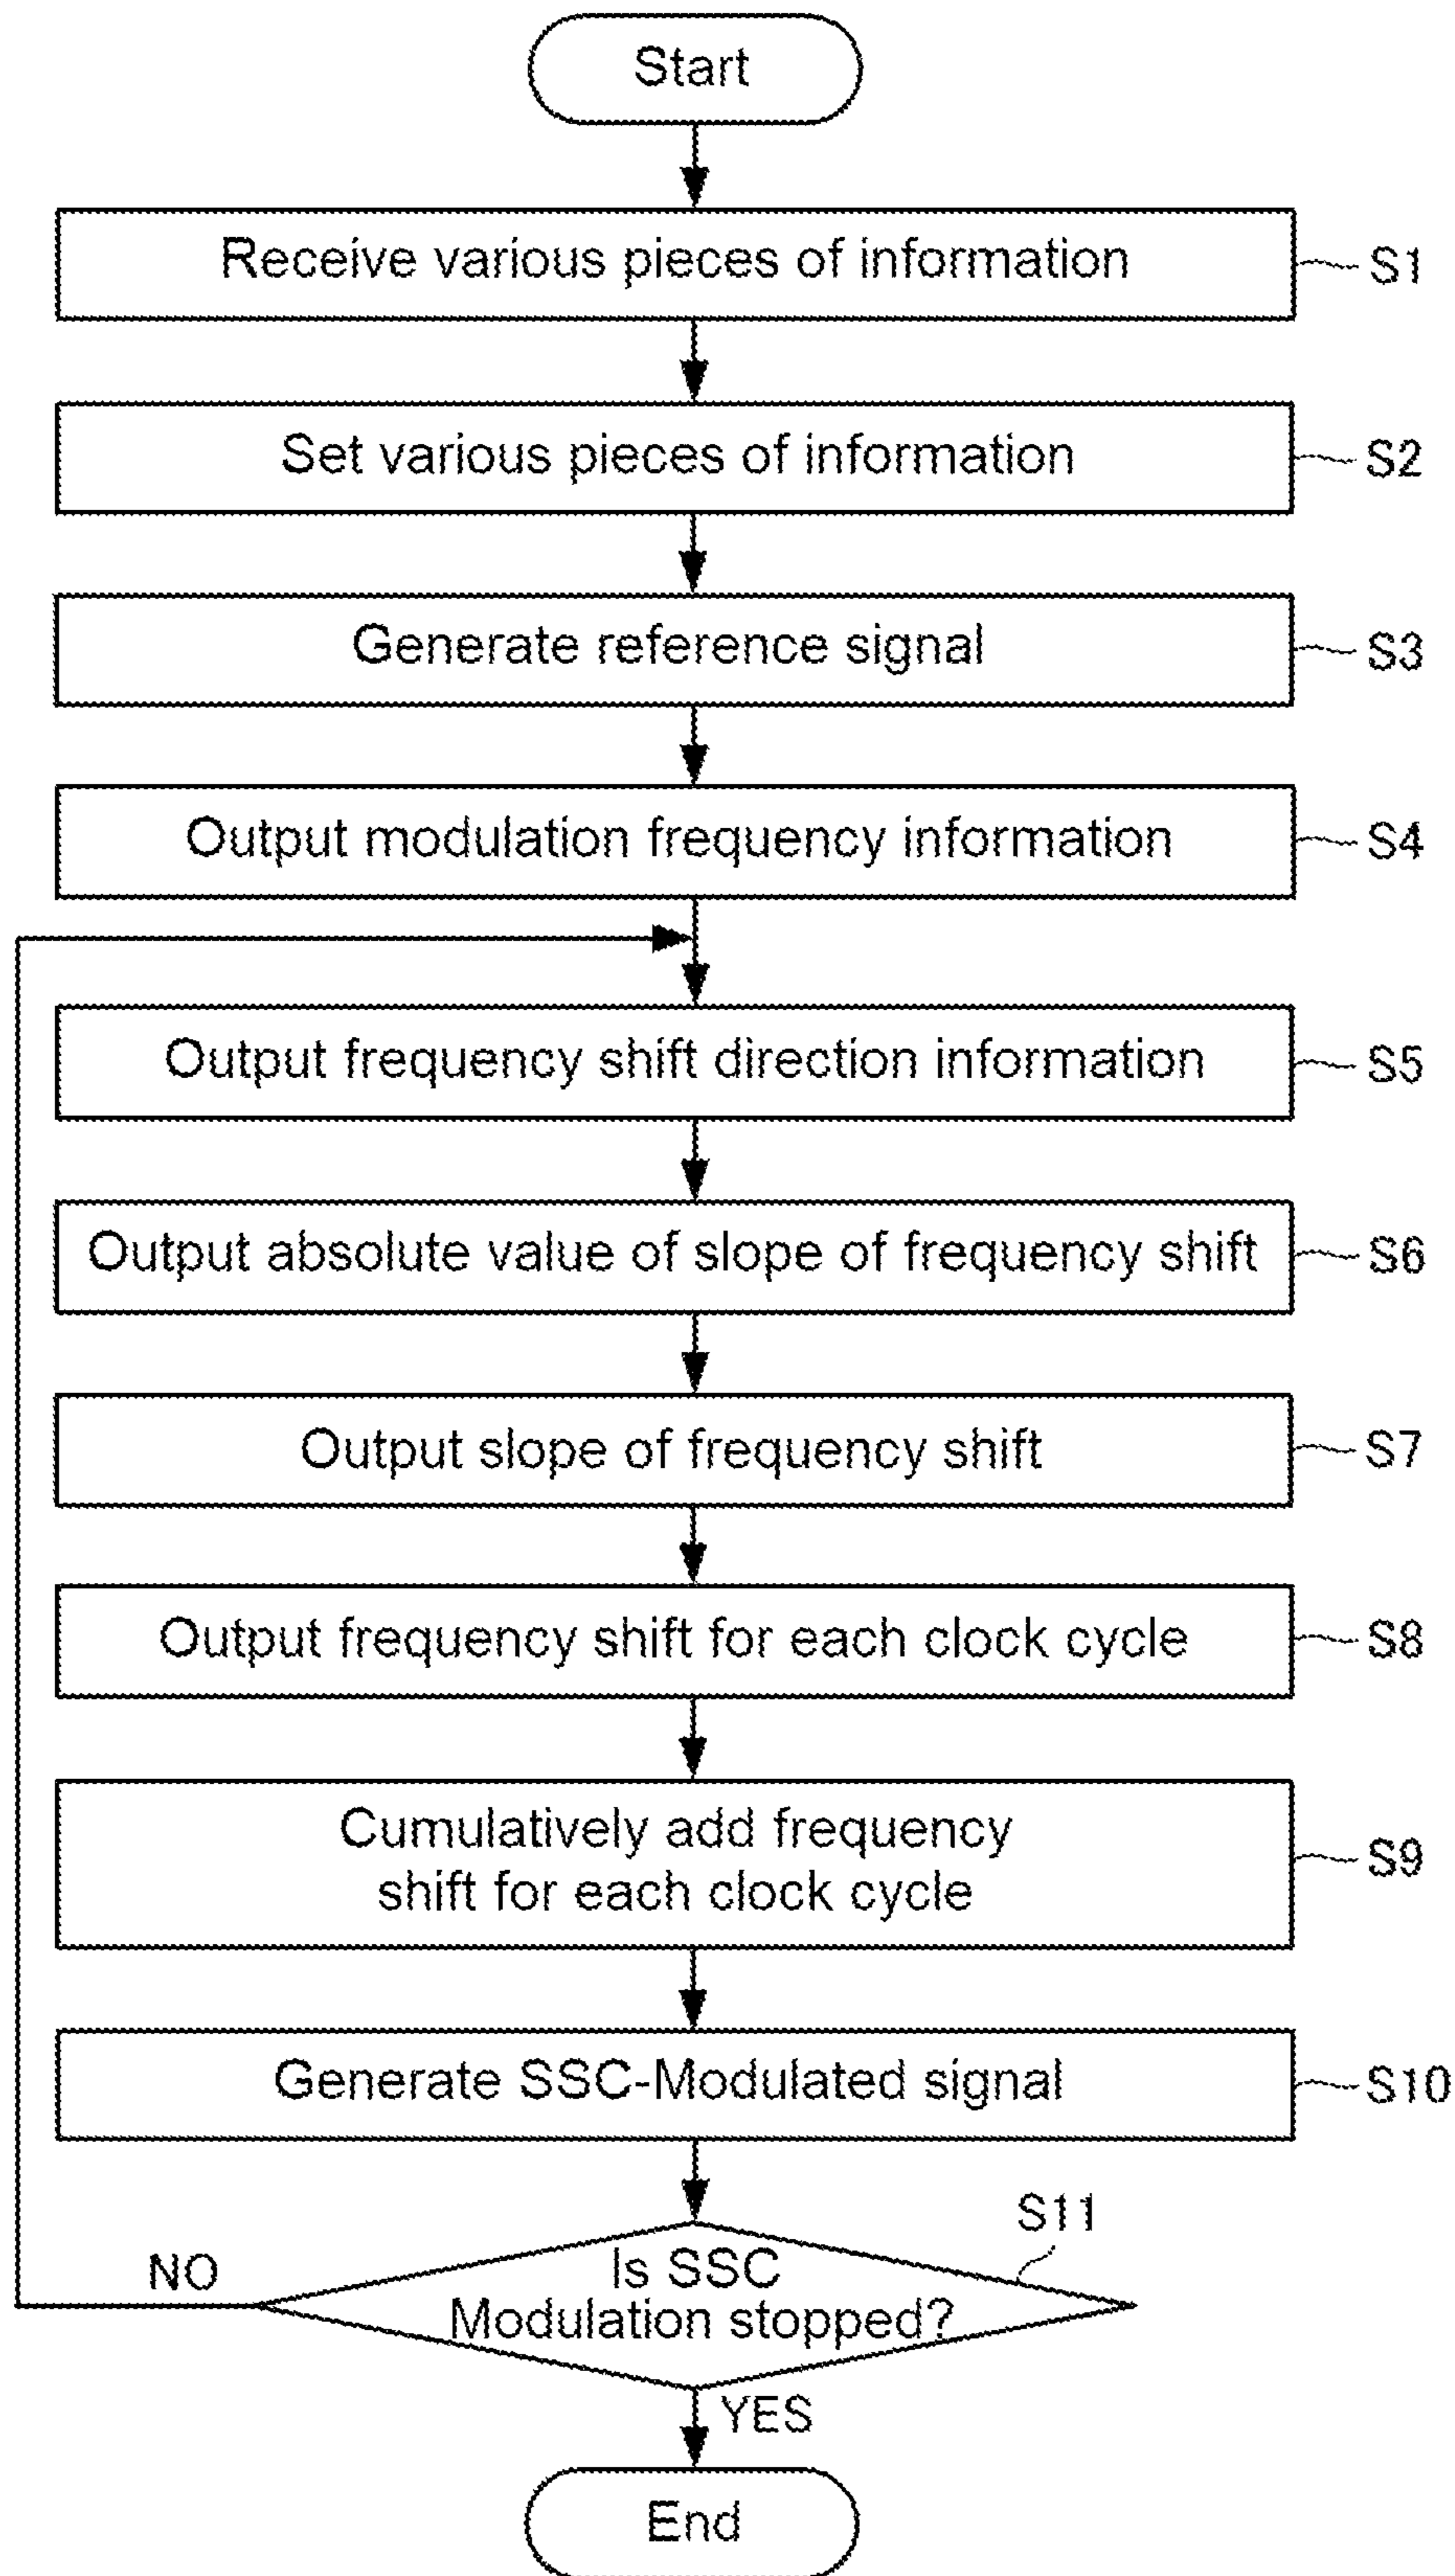 Start
Receive various pieces of information
S1
Set various pieces of information
S2
Generate reference signal
S3
Output modulation frequency information
S4
Output frequency shift direction information
S5
Output absolute value of slope of frequency shift
S6
Output slope of frequency shift
S7
Output frequency shift for each clock cycle
S8
Cumulatively add frequency
shift for each clock cycle
S9
Generate SSC-Modulated signal
S10
S11
NO
Is SSC
Modulation stopped?
YES
End